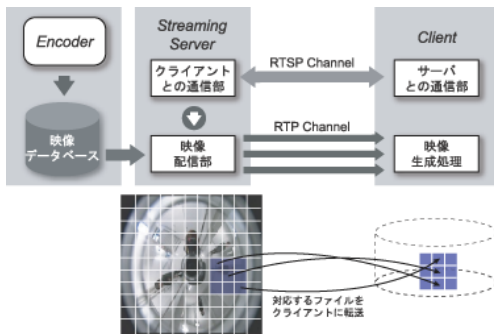 Encoder
映像
データベース
Streaming
Server
クライアント
との通信部
映像
配信部
RTSP Channel
RTP Channel
Client
サーバ
との通信部
映像
生成処理
対応するファイルを
クライアントに転送